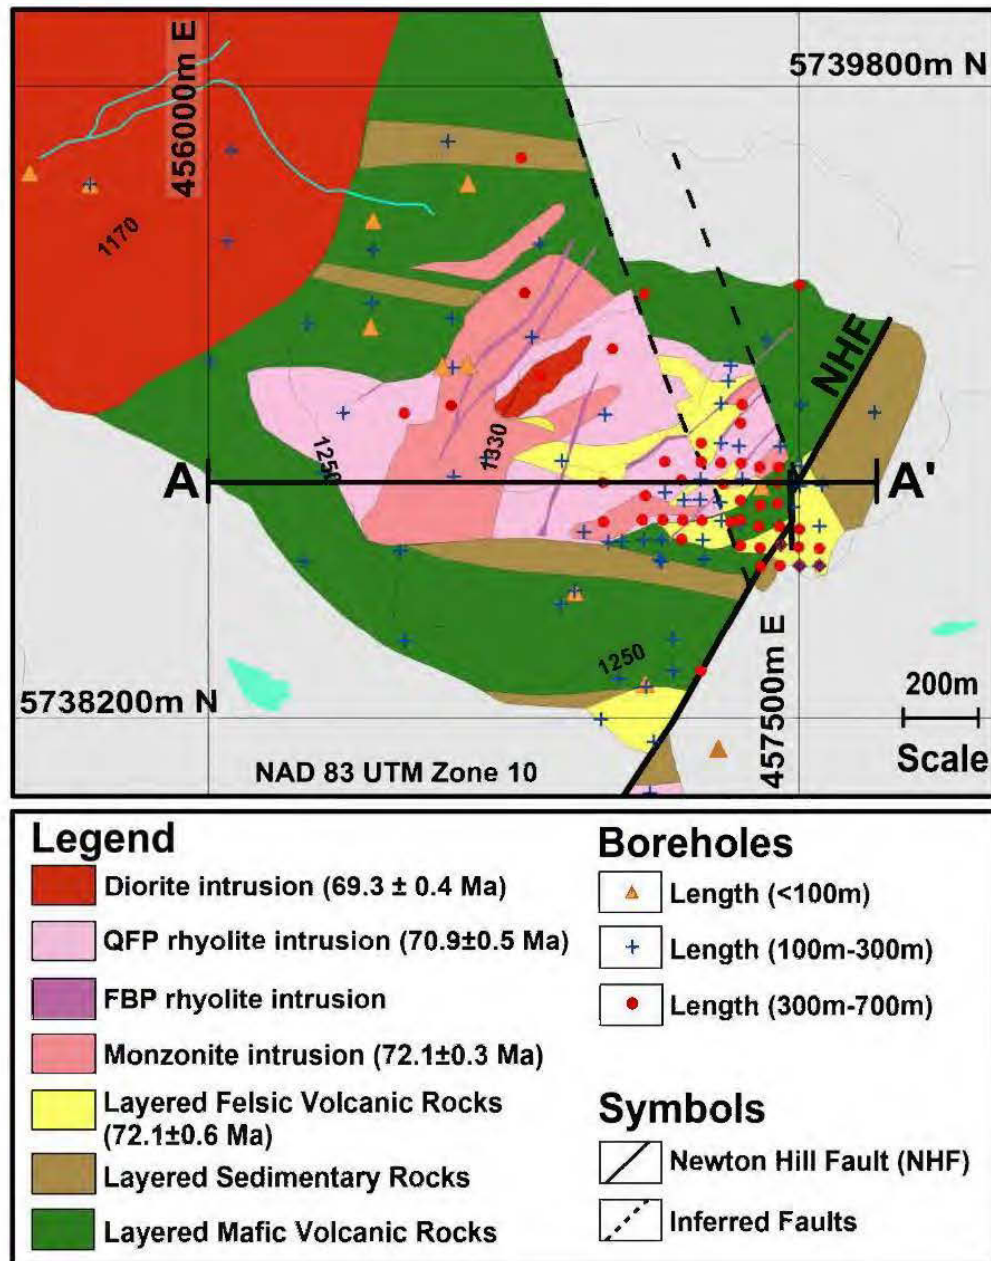 456000m E
5739800m N
1170
NHF
1250
1330
A
A'
1250
5738200m N
457500m E
200m
Scale
NAD 83 UTM Zone 10
Legend
Diorite intrusion (69.3 ± 0.4 Ma)
QFP rhyolite intrusion (70.9±0.5 Ma)
FBP rhyolite intrusion
Monzonite intrusion (72.1±0.3 Ma)
Layered Felsic Volcanic Rocks
(72.1±0.6 Ma)
Layered Sedimentary Rocks
Layered Mafic Volcanic Rocks
Boreholes
Length (<100m)
Length (100m-300m)
Length (300m-700m)
Symbols
Newton Hill Fault (NHF)
Inferred Faults